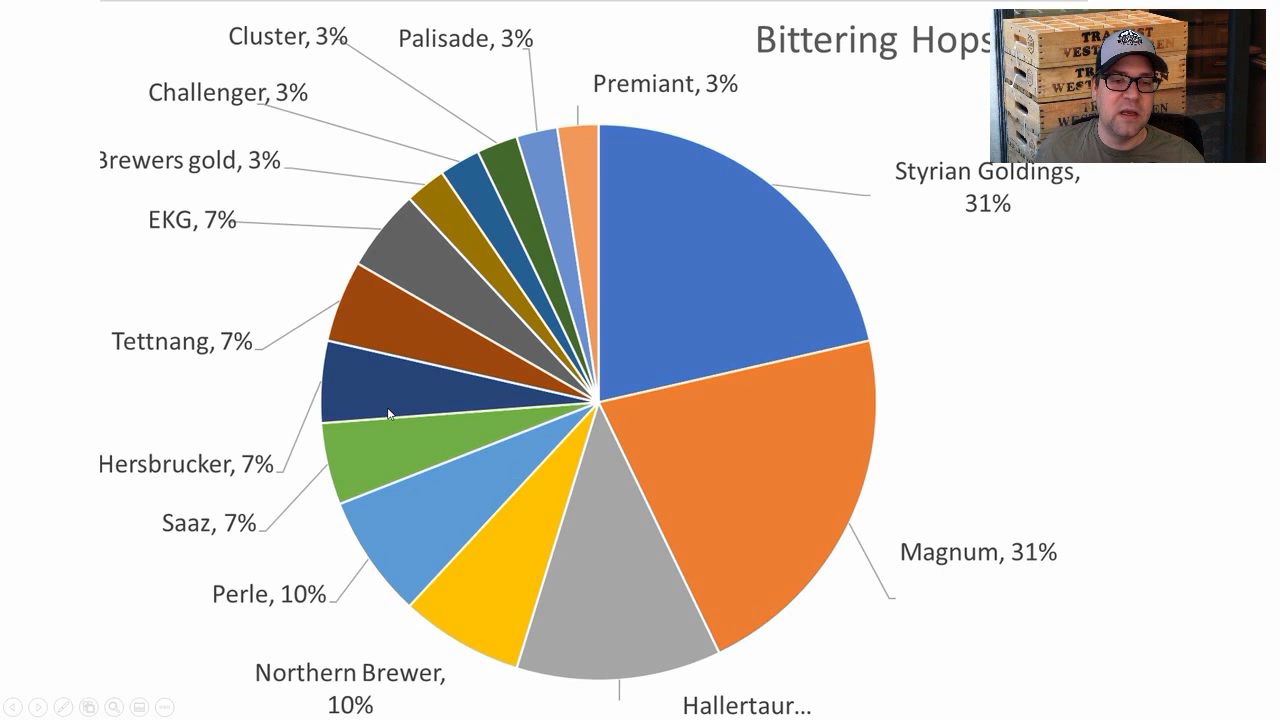 Bittering Hops
Cluster, 3%
Palisade, 3%
Premiant, 3%
Challenger, 3%
Brewers gold, 3%
EKG, 7%
Tettnang, 7%
Hersbrucker, 7%
Saaz, 7%
Perle, 10%
Northern Brewer,
10%
Hallertaur...
Magnum, 31%
Styrian Goldings,
31%